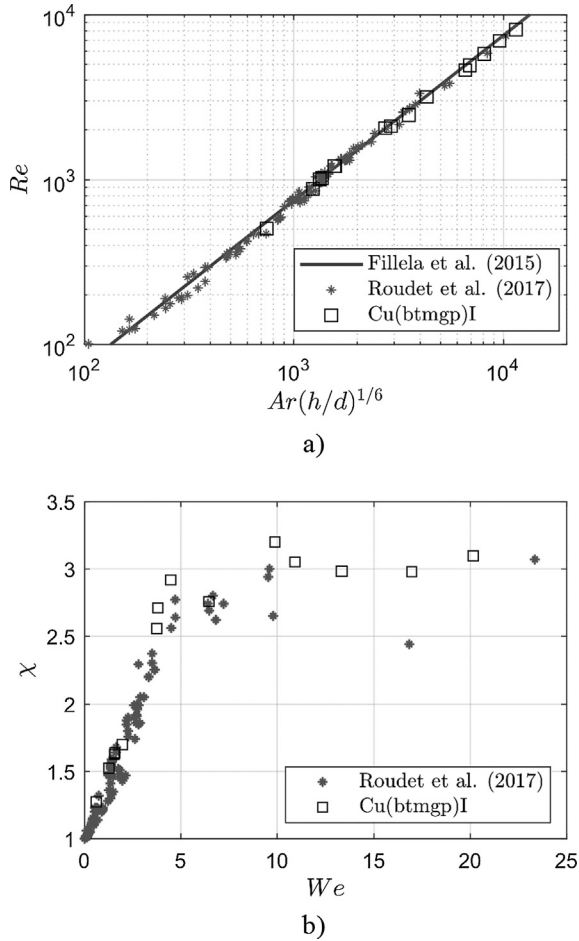 10^4
10^3
10^2
Re
Fillela et al. (2015)
Roudet et al. (2017)
Cu(btmgp)I
10^2 10^3 10^4
Ar(h/d)^{1/6}
a)
3.5
3
2.5
2
1.5
1
χ
Roudet et al. (2017)
Cu(btmgp)I
0 5 10 15 20 25
We
b)